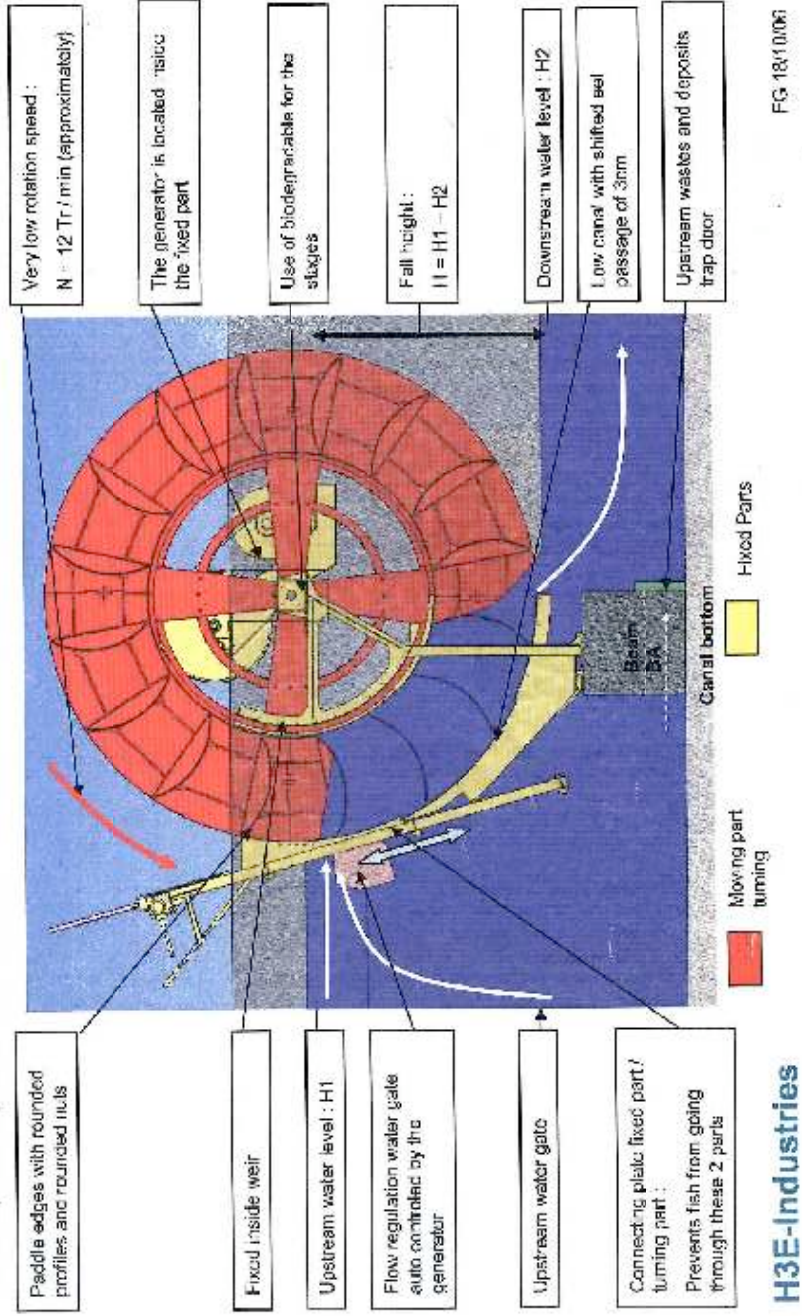 Very low rotation speed :
N = 12 Tr / min (approximately)
The generator is located inside
the fixed part
Use of biodegradable for the
stages
Fall height :
H = H1 – H2
Downstream water level : H2
Low canal with shifted eel
passage of 3cm
Upstream wastes and deposits
trap door
Paddle edges with rounded
profiles and rounded nuts
Fixed inside weir
Upstream water level : H1
Flow regulation water gate
auto controled by the
generator
Upstream water gate
Connecting plate fixed part /
turning part :
Prevents fish from going
through these 2 parts
Beam
BA
Canal bottom
Moving part
turning
Fixed Parts
H3E-Industries
FG 18/10/06